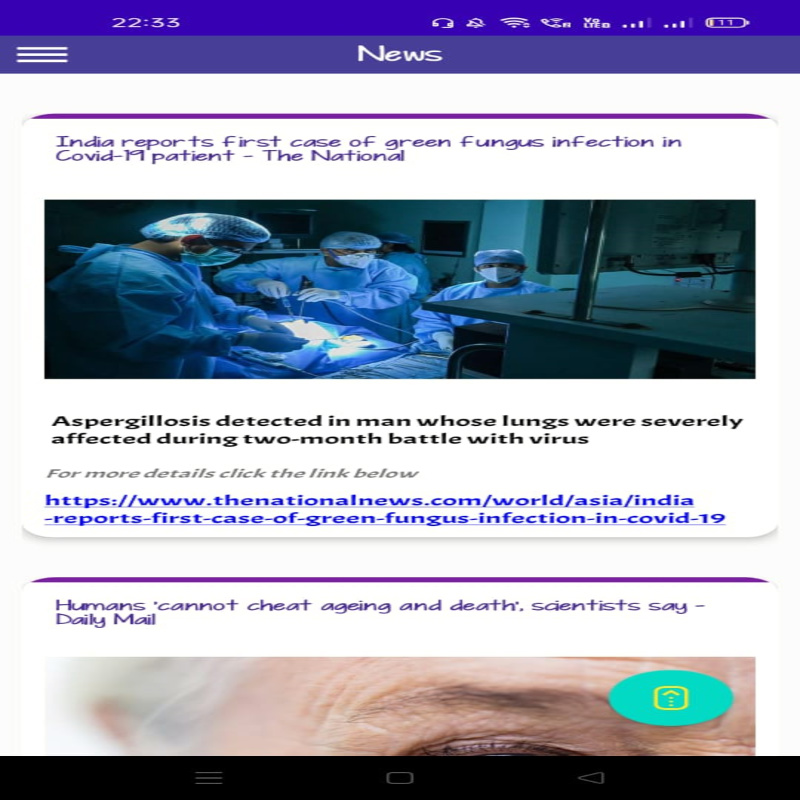 22:33
Vo
LTED
11
News
India reports first case of green fungus infection in
Covid-19 patient - The National
Aspergillosis detected in man whose lungs were severely
affected during two-month battle with virus
For more details click the link below
https://www.thenationalnews.com/world/asia/india
-reports-first-case-of-green-fungus-infection-in-covid-19
Humans 'cannot cheat ageing and death', scientists say -
Daily Mail